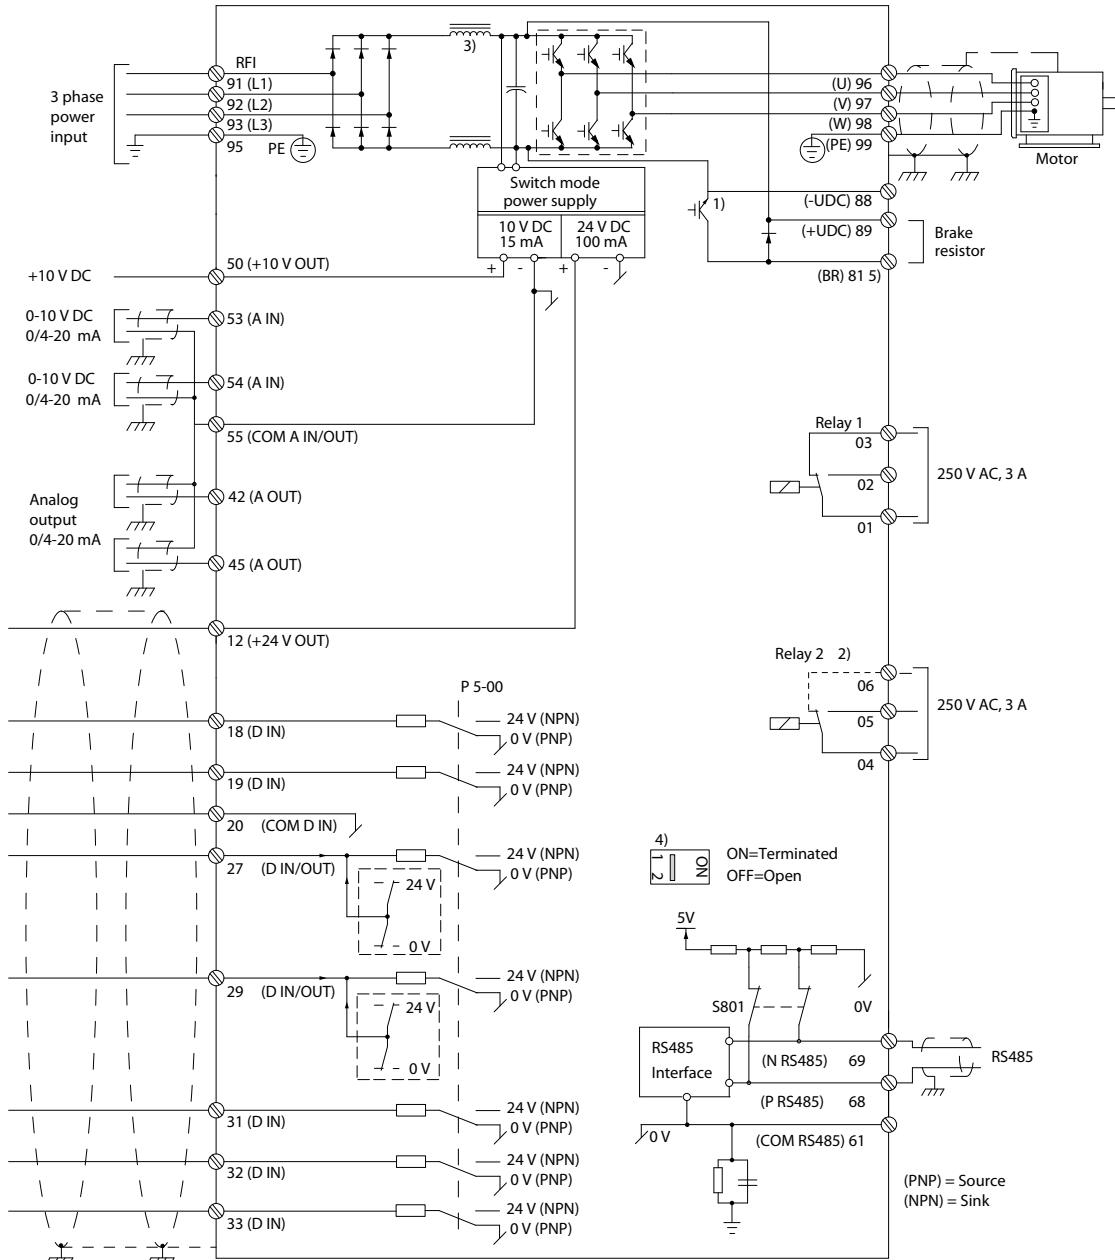 RFI
3)
91 (L1)
92 (L2)
93 (L3)
95
PE
3 phase
power
input
(U) 96
(V) 97
(W) 98
(PE) 99
Motor
Switch mode
power supply
10 V DC
15 mA
24 V DC
100 mA
+ - + -
1)
(-UDC) 88
(+UDC) 89
(BR) 81 5)
Brake
resistor
50 (+10 V OUT)
+10 V DC
0-10 V DC
0/4-20 mA
53 (A IN)
0-10 V DC
0/4-20 mA
54 (A IN)
55 (COM A IN/OUT)
Analog
output
0/4-20 mA
42 (A OUT)
45 (A OUT)
Relay 1
03
02
01
250 V AC, 3 A
12 (+24 V OUT)
Relay 2 2)
06
05
04
250 V AC, 3 A
P 5-00
18 (D IN)
24 V (NPN)
0 V (PNP)
19 (D IN)
24 V (NPN)
0 V (PNP)
20 (COM D IN)
27 (D IN/OUT)
24 V (NPN)
0 V (PNP)
24 V
0 V
29 (D IN/OUT)
24 V (NPN)
0 V (PNP)
24 V
0 V
31 (D IN)
24 V (NPN)
0 V (PNP)
32 (D IN)
24 V (NPN)
0 V (PNP)
33 (D IN)
24 V (NPN)
0 V (PNP)
4)
1 2
ON
ON=Terminated
OFF=Open
5V
S801
0V
RS485
Interface
(N RS485) 69
(P RS485) 68
RS485
0 V
(COM RS485) 61
(PNP) = Source
(NPN) = Sink